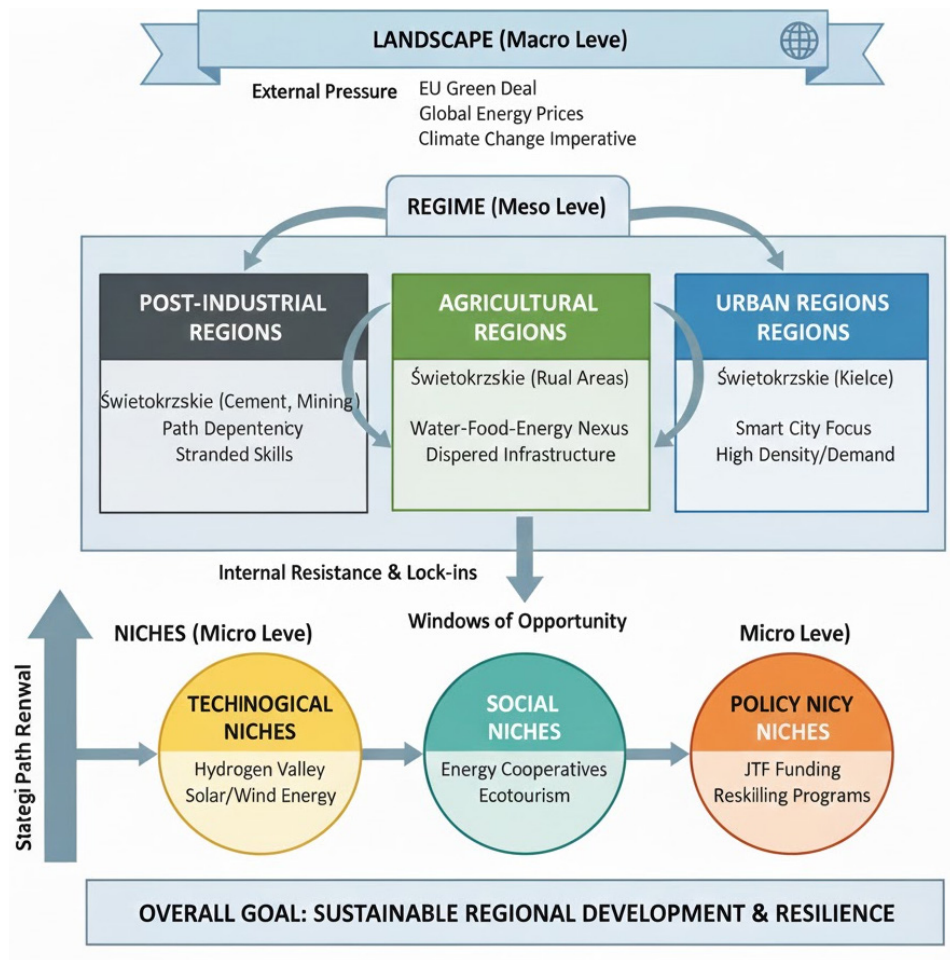 LANDSCAPE (Macro Leve)
External Pressure
EU Green Deal
Global Energy Prices
Climate Change Imperative
REGIME (Meso Leve)
POST-INDUSTRIAL
REGIONS
Świetokrzskie (Cement, Mining)
Path Depentency
Stranded Skills
AGRICULTURAL
REGIONS
Świetokrzskie (Rual Areas)
Water-Food-Energy Nexus
Dispered Infrastructure
URBAN REGIONS
REGIONS
Świetokrzskie (Kielce)
Smart City Focus
High Density/Demand
Internal Resistance & Lock-ins
Windows of Opportunity
NICHES (Micro Leve)
Micro Leve)
Stategi Path Renwal
TECHINOGICAL
NICHES
Hydrogen Valley
Solar/Wind Energy
SOCIAL
NICHES
Energy Cooperatives
Ecotourism
POLICY NICY
NICHES
JTF Funding
Reskilling Programs
OVERALL GOAL: SUSTAINABLE REGIONAL DEVELOPMENT & RESILIENCE